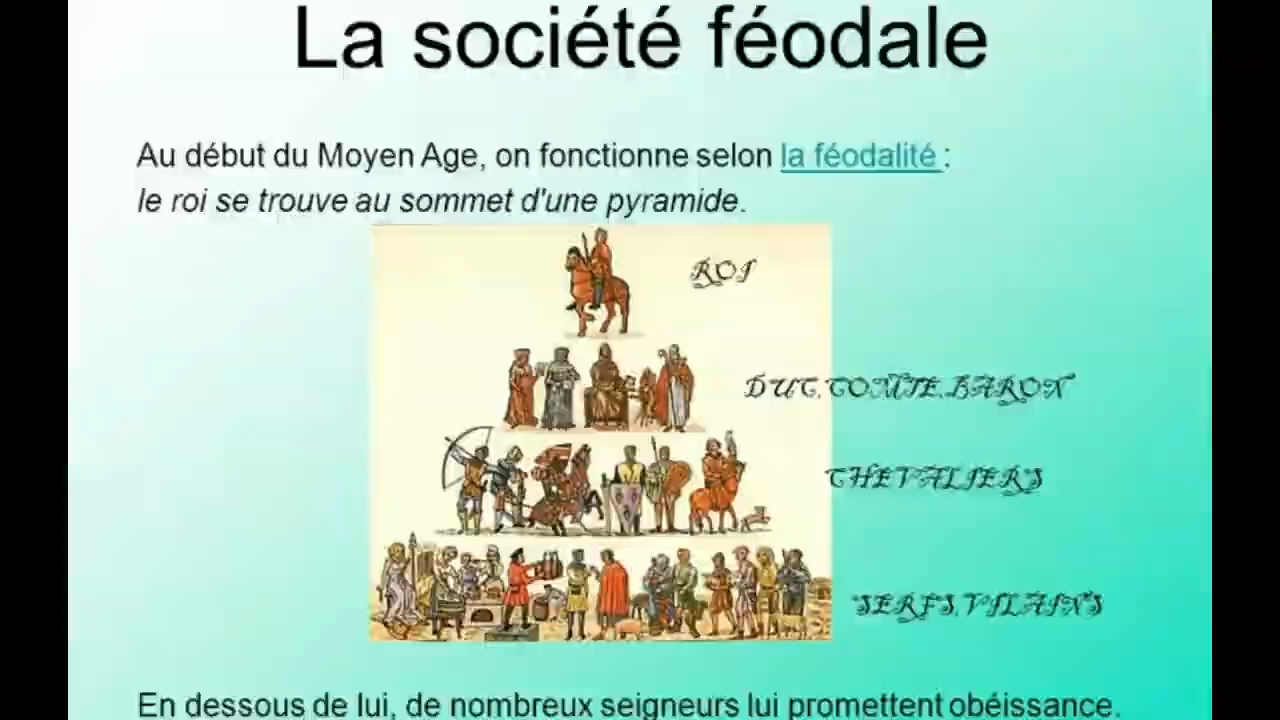 La société féodale
Au début du Moyen Age, on fonctionne selon la féodalité :
le roi se trouve au sommet d'une pyramide.
ROI
DUC, COMTE, BARON
CHEVALIERS
SERFS, VILAINS
En dessous de lui, de nombreux seigneurs lui promettent obéissance.